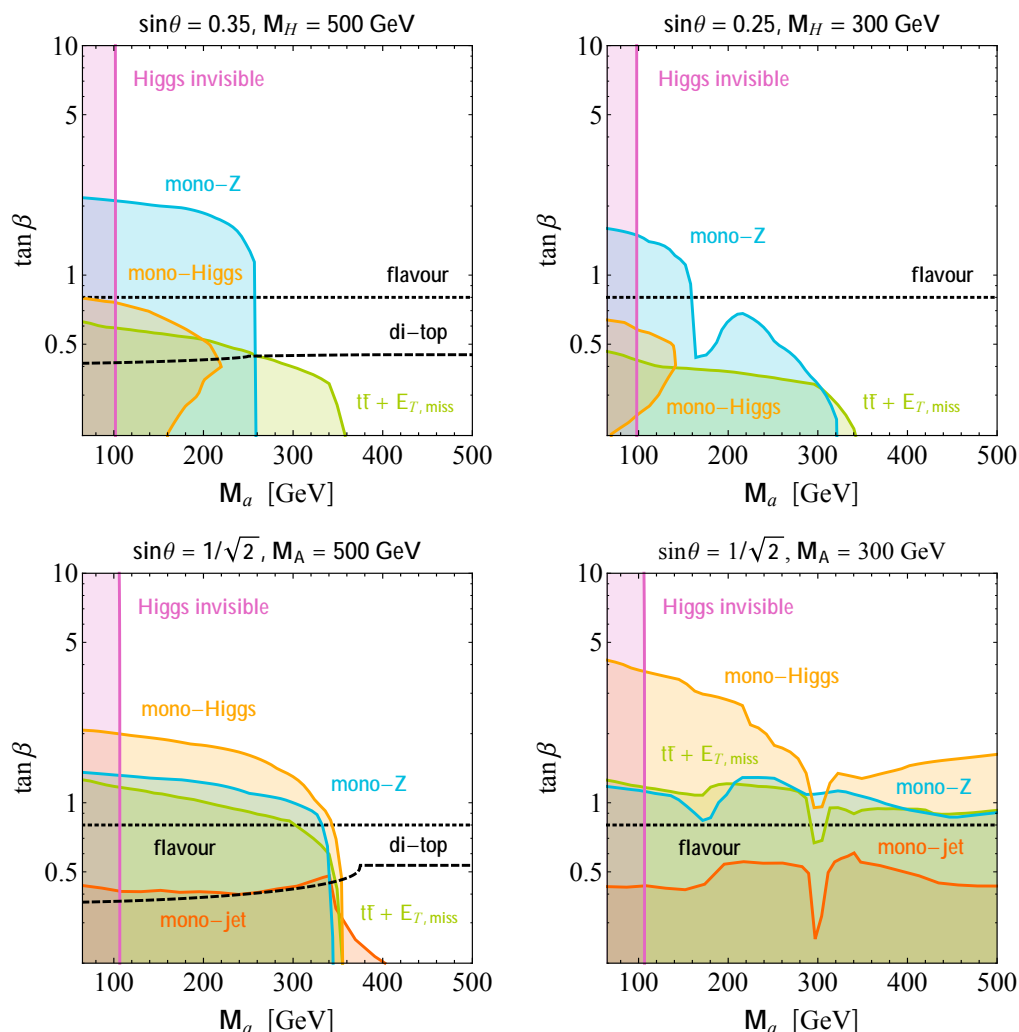 sinθ = 0.35, M_H = 500 GeV
10
5
1
0.5
tan β
Higgs invisible
mono−Z
mono−Higgs
flavour
di−top
tt̄ + E_T, miss
100 200 300 400 500
M_a [GeV]
sinθ = 0.25, M_H = 300 GeV
10
5
1
0.5
tan β
Higgs invisible
mono−Z
flavour
mono−Higgs
tt̄ + E_T, miss
100 200 300 400 500
M_a [GeV]
sinθ = 1/√2, M_A = 500 GeV
10
5
1
0.5
tan β
Higgs invisible
mono−Higgs
mono−Z
flavour
di−top
mono−jet
tt̄ + E_T, miss
100 200 300 400 500
M_a [GeV]
sinθ = 1/√2, M_A = 300 GeV
10
5
1
0.5
tan β
Higgs invisible
mono−Higgs
tt̄ + E_T, miss
mono−Z
flavour
mono−jet
100 200 300 400 500
M_a [GeV]